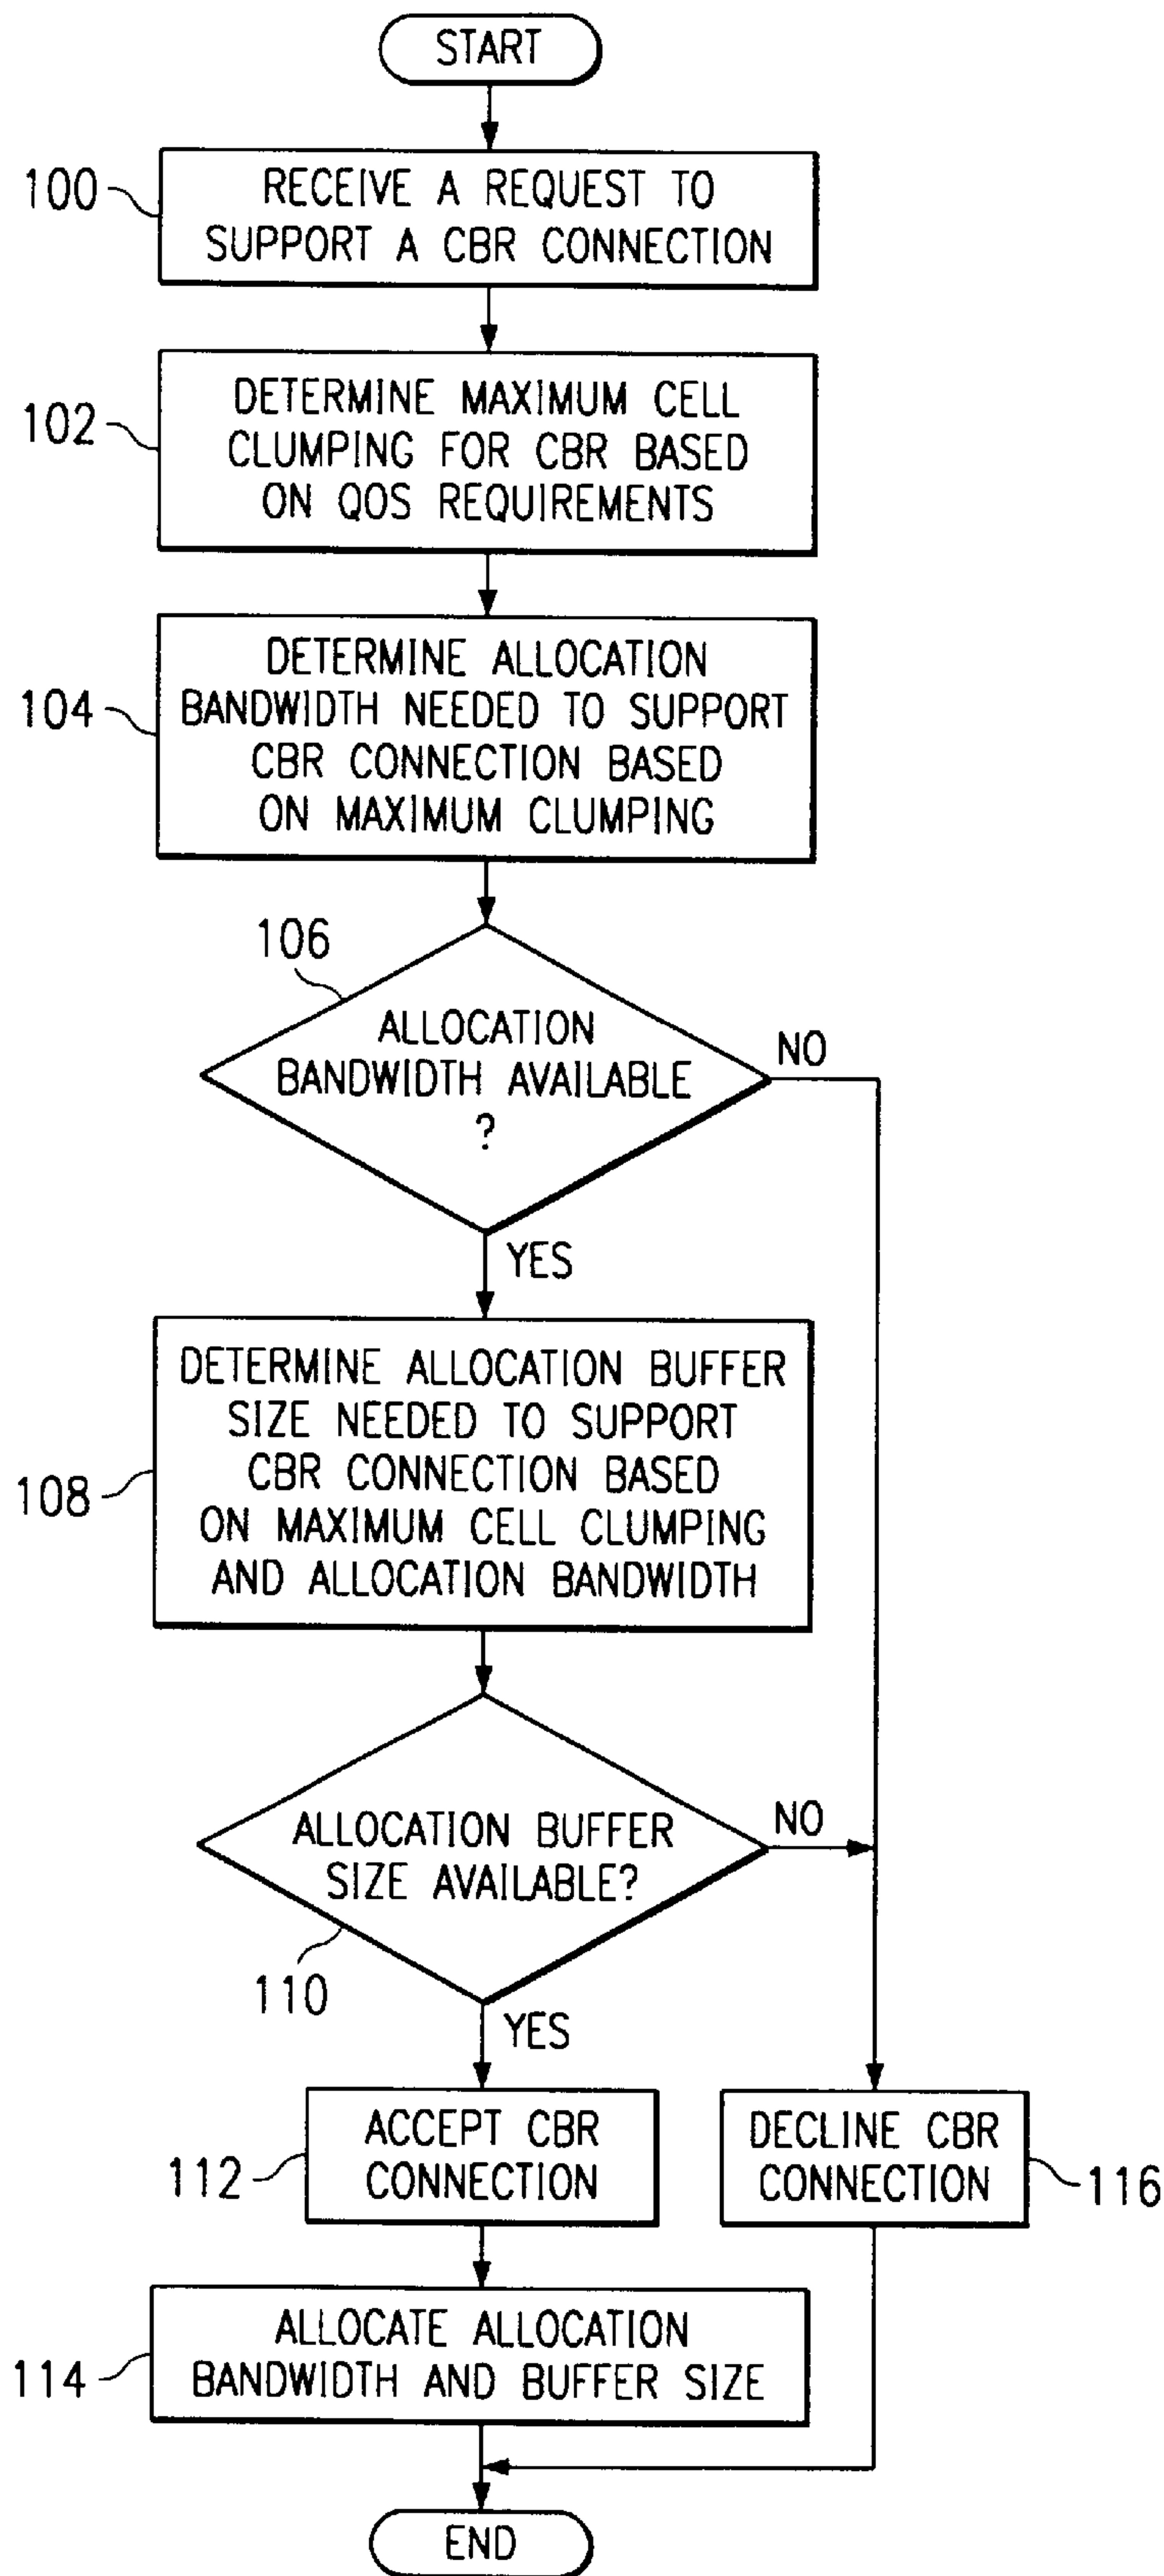 START
100
RECEIVE A REQUEST TO
SUPPORT A CBR CONNECTION
102
DETERMINE MAXIMUM CELL
CLUMPING FOR CBR BASED
ON QOS REQUIREMENTS
104
DETERMINE ALLOCATION
BANDWIDTH NEEDED TO SUPPORT
CBR CONNECTION BASED
ON MAXIMUM CLUMPING
106
ALLOCATION
BANDWIDTH AVAILABLE
?
NO
YES
108
DETERMINE ALLOCATION BUFFER
SIZE NEEDED TO SUPPORT
CBR CONNECTION BASED
ON MAXIMUM CELL CLUMPING
AND ALLOCATION BANDWIDTH
ALLOCATION BUFFER
SIZE AVAILABLE?
NO
110
YES
112
ACCEPT CBR
CONNECTION
DECLINE CBR
CONNECTION
116
114
ALLOCATE ALLOCATION
BANDWIDTH AND BUFFER SIZE
END